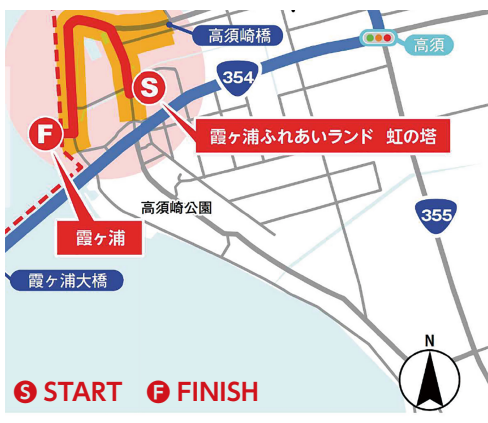 高須崎橋
高須
354
S
霞ヶ浦ふれあいランド 虹の塔
F
高須崎公園
355
霞ヶ浦
霞ヶ浦大橋
N
S START F FINISH